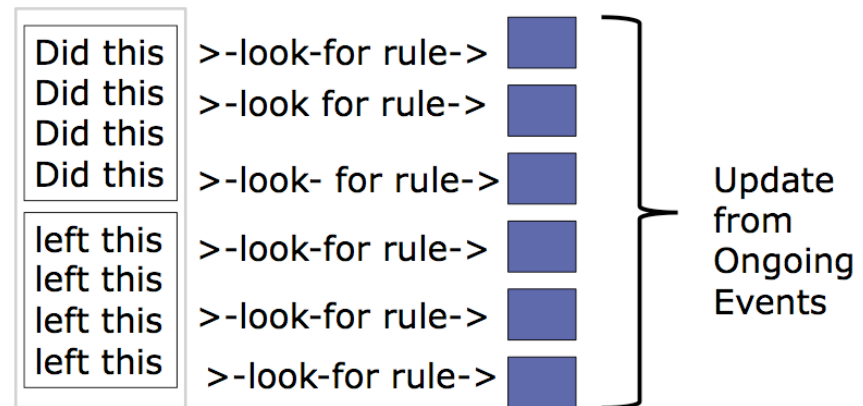 Did this
Did this
Did this
Did this
left this
left this
left this
left this
>-look-for rule->
>-look for rule->
>-look- for rule->
>-look-for rule->
>-look-for rule->
>-look-for rule->
Update
from
Ongoing
Events